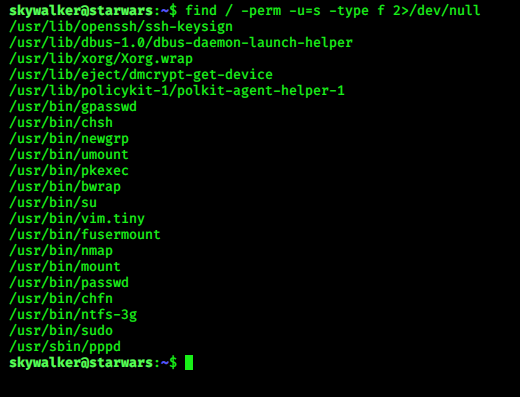 skywalker@starwars:~$ find / -perm -u=s -type f 2>/dev/null
/usr/lib/openssh/ssh-keysign
/usr/lib/dbus-1.0/dbus-daemon-launch-helper
/usr/lib/xorg/Xorg.wrap
/usr/lib/eject/dmcrypt-get-device
/usr/lib/policykit-1/polkit-agent-helper-1
/usr/bin/gpasswd
/usr/bin/chsh
/usr/bin/newgrp
/usr/bin/umount
/usr/bin/pkexec
/usr/bin/bwrap
/usr/bin/su
/usr/bin/vim.tiny
/usr/bin/fusermount
/usr/bin/nmap
/usr/bin/mount
/usr/bin/passwd
/usr/bin/chfn
/usr/bin/ntfs-3g
/usr/bin/sudo
/usr/sbin/pppd
skywalker@starwars:~$